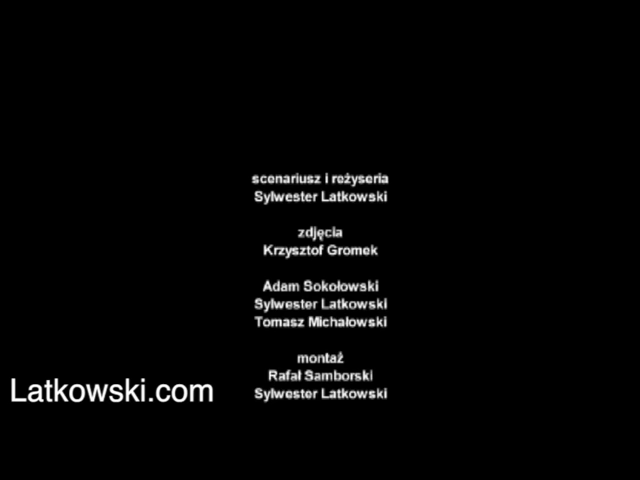 scenariusz i reżyseria
Sylwester Latkowski
zdjęcia
Krzysztof Gromek
Adam Sokołowski
Sylwester Latkowski
Tomasz Michałowski
montaż
Rafał Samborski
Sylwester Latkowski
Latkowski.com